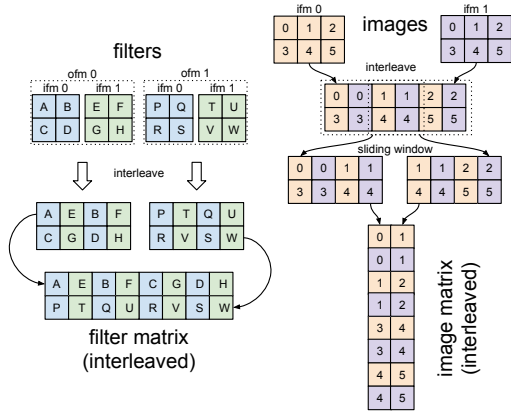 filters
ofm 0
ofm 1
ifm 0
ifm 1
ifm 0
ifm 1
A B E F P Q T U
C D G H R S V W
interleave
A E B F P T Q U
C G D H R V S W
A E B F C G D H
P T Q U R V S W
filter matrix
(interleaved)
images
ifm 0
ifm 1
0 1 2 0 1 2
3 4 5 3 4 5
interleave
0 0 1 1 2 2
3 3 4 4 5 5
sliding window
0 0 1 1 1 1 2 2
3 3 4 4 4 4 5 5
0 1
0 1
1 2
1 2
3 4
3 4
4 5
4 5
image matrix
(interleaved)